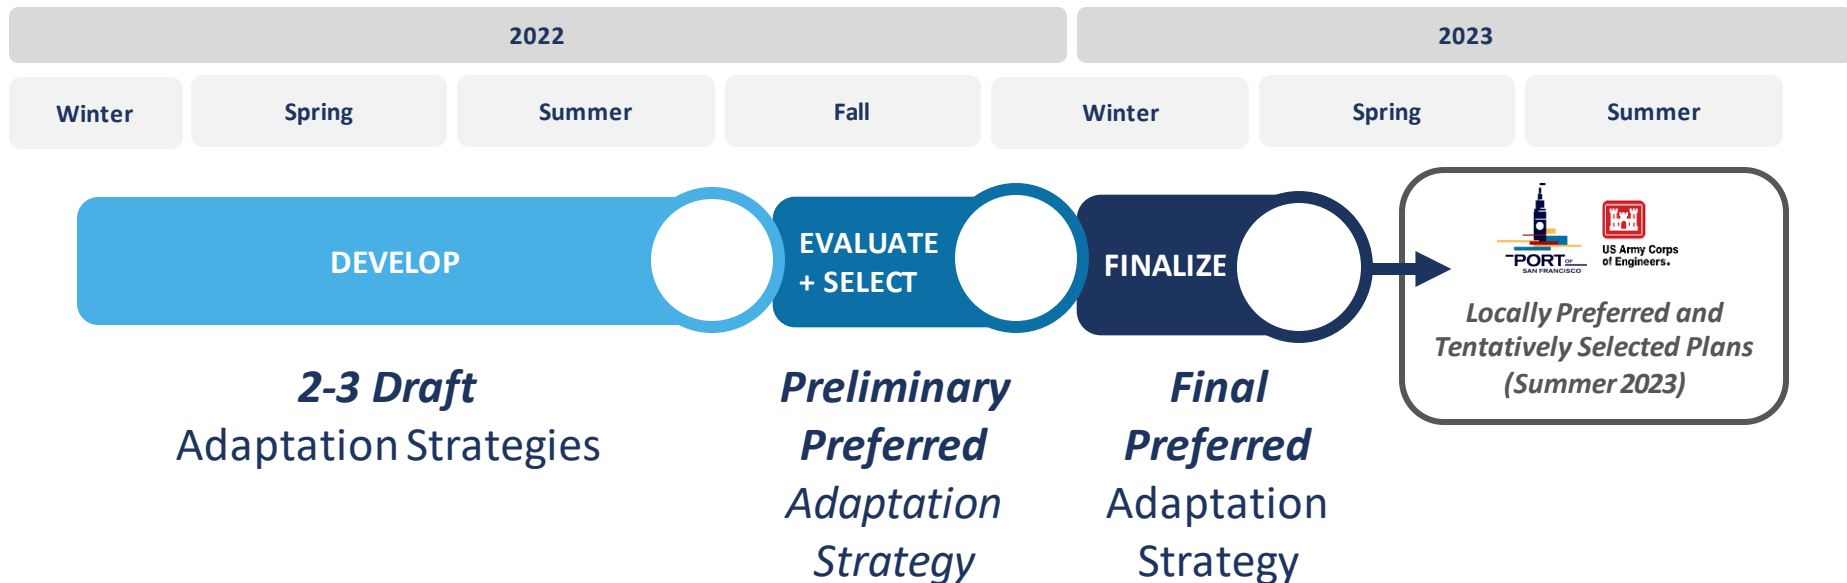 2022
2023
Winter
Spring
Summer
Fall
Winter
Spring
Summer
DEVELOP
EVALUATE
+ SELECT
FINALIZE
PORT OF
SAN FRANCISCO
US Army Corps
of Engineers.
Locally Preferred and
Tentatively Selected Plans
(Summer 2023)
2-3 Draft
Adaptation Strategies
Preliminary
Preferred
Adaptation
Strategy
Final
Preferred
Adaptation
Strategy